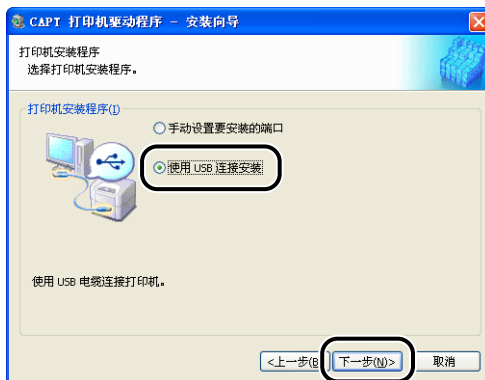 CAPT 打印机驱动程序 - 安装向导
打印机安装程序
选择打印机安装程序。
打印机安装程序(I)
手动设置要安装的端口
使用 USB 连接安装
使用 USB 电缆连接打印机。
<上一步(B 下一步(N)> 取消